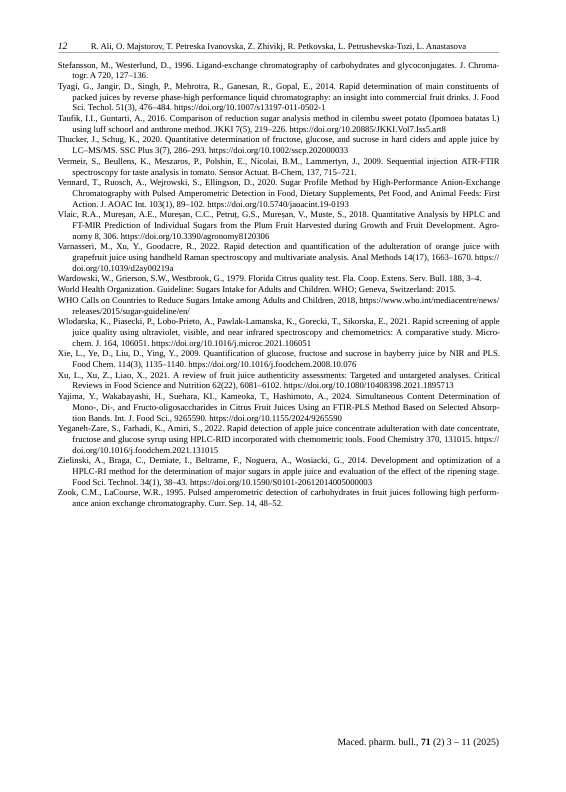 12 R. Ali, O. Majstorov, T. Petreska Ivanovska, Z. Zhivikj, R. Petkovska, L. Petrushevska-Tozi, L. Anastasova
Stefansson, M., Westerlund, D., 1996. Ligand-exchange chromatography of carbohydrates and glycoconjugates. J. Chroma-
togr. A 720, 127–136.
Tyagi, G., Jangir, D., Singh, P., Mehrotra, R., Ganesan, R., Gopal, E., 2014. Rapid determination of main constituents of
packed juices by reverse phase-high performance liquid chromatography: an insight into commercial fruit drinks. J. Food
Sci. Techol. 51(3), 476–484. https://doi.org/10.1007/s13197-011-0502-1
Taufik, I.I., Guntarti, A., 2016. Comparison of reduction sugar analysis method in cilembu sweet potato (Ipomoea batatas l.)
using luff schoorl and anthrone method. JKKI 7(5), 219–226. https://doi.org/10.20885/JKKI.Vol7.Iss5.art8
Thucker, J., Schug, K., 2020. Quantitative determination of fructose, glucose, and sucrose in hard ciders and apple juice by
LC–MS/MS. SSC Plus 3(7), 286–293. https://doi.org/10.1002/sscp.2020000033
Vermeir, S., Beullens, K., Meszaros, P., Polshin, E., Nicolai, B.M., Lammertyn, J., 2009. Sequential injection ATR-FTIR
spectroscopy for taste analysis in tomato. Sensor Actuat. B-Chem, 137, 715–721.
Vennard, T., Ruosch, A., Wejrowski, S., Ellingson, D., 2020. Sugar Profile Method by High-Performance Anion-Exchange
Chromatography with Pulsed Amperometric Detection in Food, Dietary Supplements, Pet Food, and Animal Feeds: First
Action. J. AOAC Int. 103(1), 89–102. https://doi.org/10.5740/jaoacint.19-0193
Vlaic, R.A., Mureșan, A.E., Mureșan, C.C., Petruț, G.S., Mureșan, V., Muste, S., 2018. Quantitative Analysis by HPLC and
FT-MIR Prediction of Individual Sugars from the Plum Fruit Harvested during Growth and Fruit Development. Agro-
nomy 8, 306. https://doi.org/10.3390/agronomy8120306
Varnasseri, M., Xu, Y., Goodacre, R., 2022. Rapid detection and quantification of the adulteration of orange juice with
grapefruit juice using handheld Raman spectroscopy and multivariate analysis. Anal Methods 14(17), 1663–1670. https://
doi.org/10.1039/d2ay00219a
Wardowski, W., Grierson, S.W., Westbrook, G., 1979. Florida Citrus quality test. Fla. Coop. Extens. Serv. Bull. 188, 3–4.
World Health Organization. Guideline: Sugars Intake for Adults and Children. WHO; Geneva, Switzerland: 2015.
WHO Calls on Countries to Reduce Sugars Intake among Adults and Children, 2018, https://www.who.int/mediacentre/news/
releases/2015/sugar-guideline/en/
Wlodarska, K., Piasecki, P., Lobo-Prieto, A., Pawlak-Lamanska, K., Gorecki, T., Sikorska, E., 2021. Rapid screening of apple
juice quality using ultraviolet, visible, and near infrared spectroscopy and chemometrics: A comparative study. Micro-
chem. J. 164, 106051. https://doi.org/10.1016/j.microc.2021.106051
Xie, L., Ye, D., Liu, D., Ying, Y., 2009. Quantification of glucose, fructose and sucrose in bayberry juice by NIR and PLS.
Food Chem. 114(3), 1135–1140. https://doi.org/10.1016/j.foodchem.2008.10.076
Xu, L., Xu, Z., Liao, X., 2021. A review of fruit juice authenticity assessments: Targeted and untargeted analyses. Critical
Reviews in Food Science and Nutrition 62(22), 6081–6102. https://doi.org/10.1080/10408398.2021.1895713
Yajima, Y., Wakabayashi, H., Suehara, KI., Kameoka, T., Hashimoto, A., 2024. Simultaneous Content Determination of
Mono-, Di-, and Fructo-oligosaccharides in Citrus Fruit Juices Using an FTIR-PLS Method Based on Selected Absorp-
tion Bands. Int. J. Food Sci., 9265590. https://doi.org/10.1155/2024/9265590
Yeganeh-Zare, S., Farhadi, K., Amiri, S., 2022. Rapid detection of apple juice concentrate adulteration with date concentrate,
fructose and glucose syrup using HPLC-RID incorporated with chemometric tools. Food Chemistry 370, 131015. https://
doi.org/10.1016/j.foodchem.2021.131015
Zielinski, A., Braga, C., Demiate, I., Beltrame, F., Noguera, A., Wosiacki, G., 2014. Development and optimization of a
HPLC-RI method for the determination of major sugars in apple juice and evaluation of the effect of the ripening stage.
Food Sci. Technol. 34(1), 38–43. https://doi.org/10.1590/S0101-20612014005000003
Zook, C.M., LaCourse, W.R., 1995. Pulsed amperometric detection of carbohydrates in fruit juices following high perform-
ance anion exchange chromatography. Curr. Sep. 14, 48–52.
Maced. pharm. bull., 71 (2) 3 – 11 (2025)